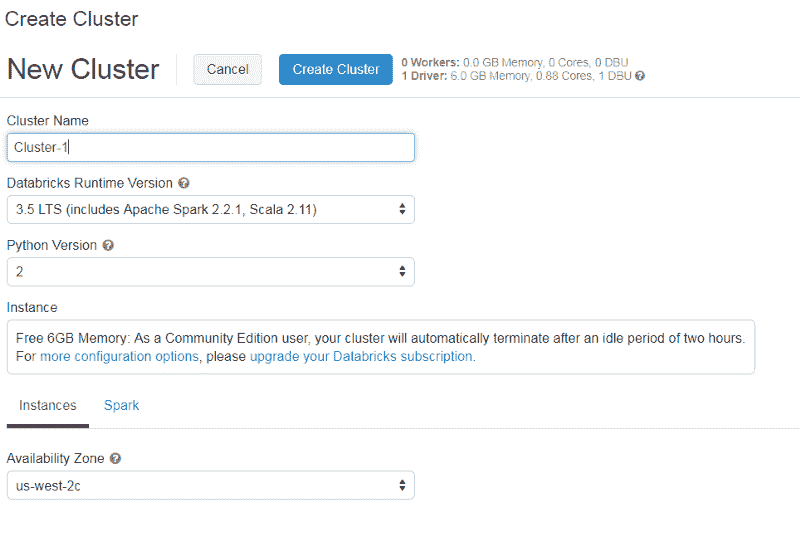 Create Cluster
New Cluster
Cancel
Create Cluster
0 Workers: 0.0 GB Memory, 0 Cores, 0 DBU
1 Driver: 6.0 GB Memory, 0.88 Cores, 1 DBU ?
Cluster Name
Cluster-1
Databricks Runtime Version ?
3.5 LTS (includes Apache Spark 2.2.1, Scala 2.11)
Python Version ?
2
Instance
Free 6GB Memory: As a Community Edition user, your cluster will automatically terminate after an idle period of two hours.
For more configuration options, please upgrade your Databricks subscription.
Instances
Spark
Availability Zone ?
us-west-2c